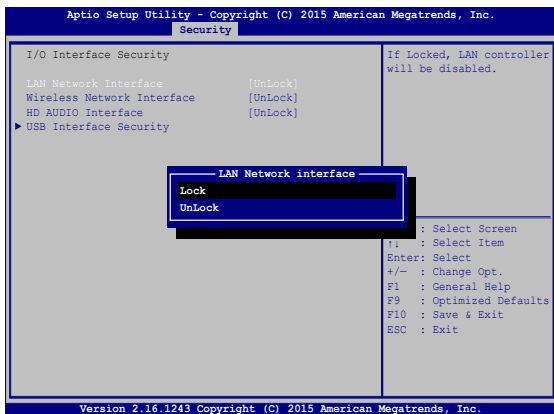 Aptio Setup Utility - Copyright (C) 2015 American Megatrends, Inc.
Security
I/O Interface Security
LAN Network Interface [UnLock]
Wireless Network Interface [UnLock]
HD AUDIO Interface [UnLock]
USB Interface Security
If Locked, LAN controller
will be disabled.
LAN Network interface
Lock
UnLock
: Select Screen
↑↓ : Select Item
Enter: Select
+/— : Change Opt.
F1 : General Help
F9 : Optimized Defaults
F10 : Save & Exit
ESC : Exit
Version 2.16.1243 Copyright (C) 2015 American Megatrends, Inc.